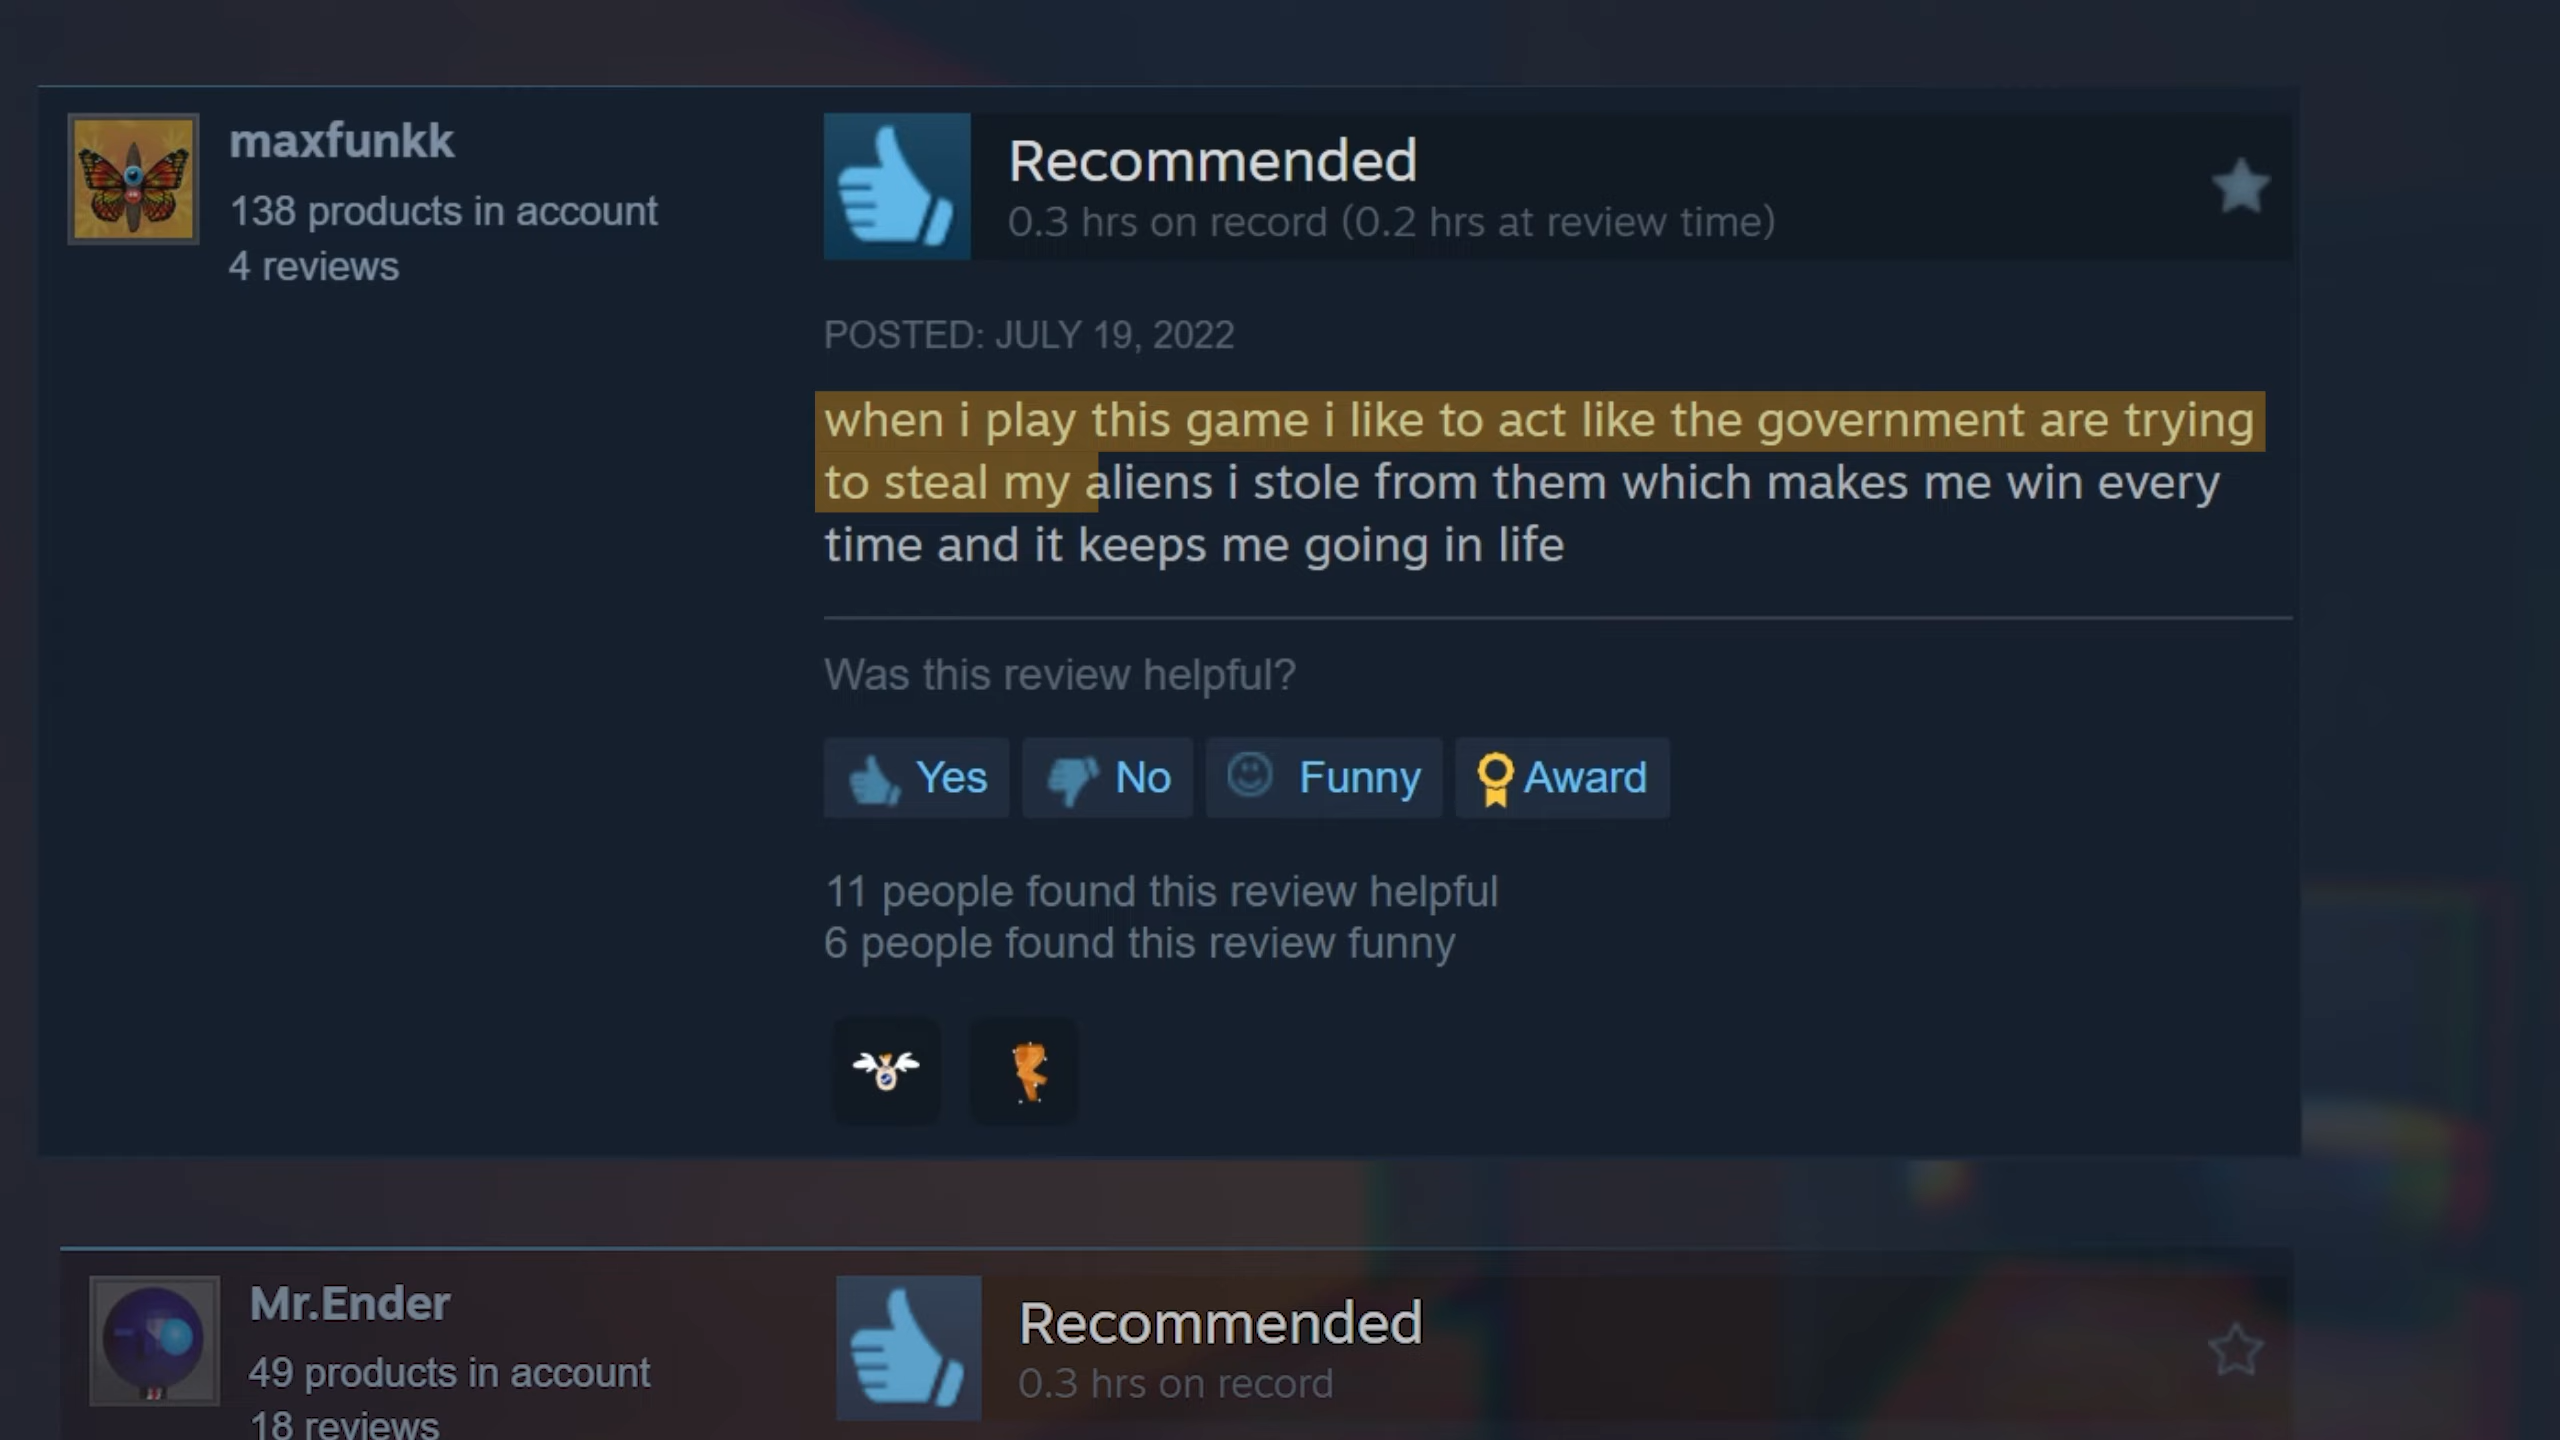 maxfunkk
138 products in account
4 reviews
Recommended
0.3 hrs on record (0.2 hrs at review time)
POSTED: JULY 19, 2022
when i play this game i like to act like the government are trying
to steal my aliens i stole from them which makes me win every
time and it keeps me going in life
Was this review helpful?
Yes
No
Funny
Award
11 people found this review helpful
6 people found this review funny
Mr.Ender
49 products in account
18 reviews
Recommended
0.3 hrs on record